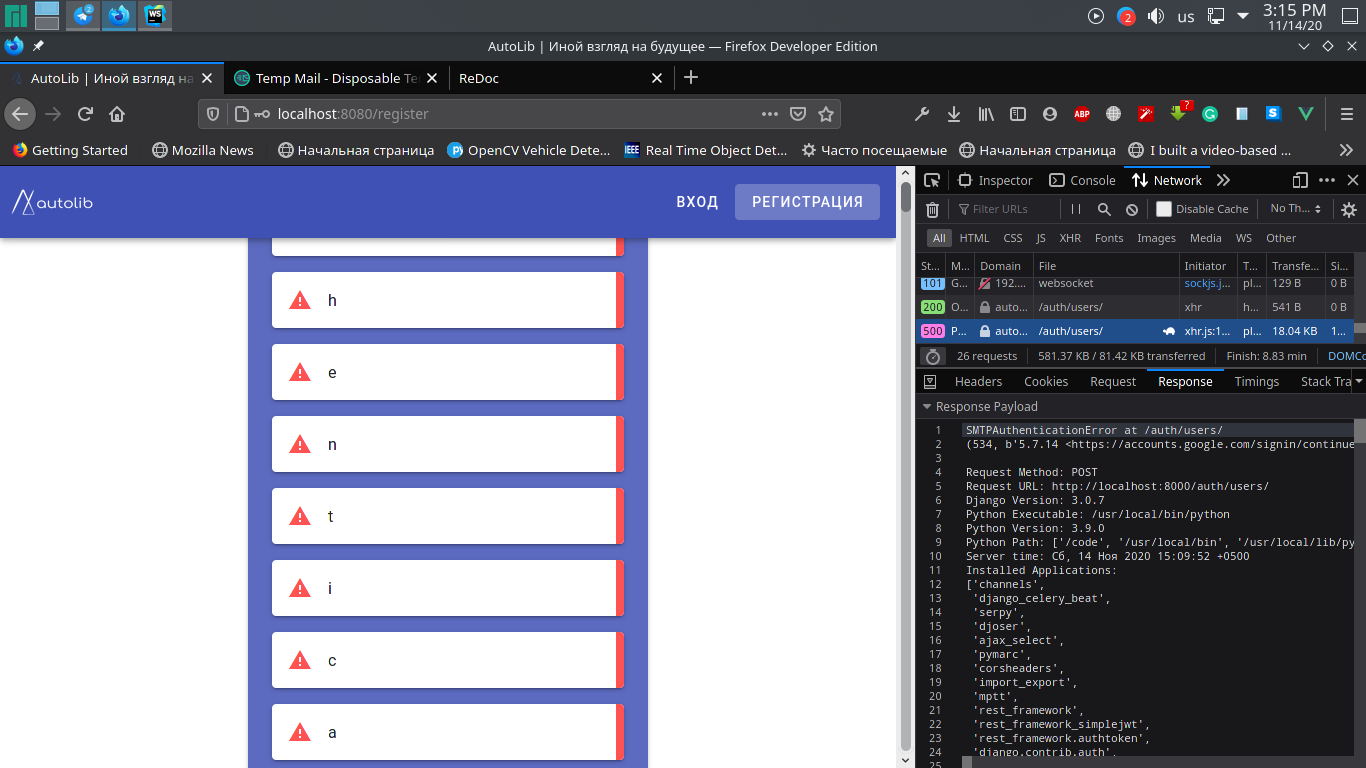 us
2
2
3:15 PM
11/14/20
AutoLib | Иной взгляд на будущее — Firefox Developer Edition
AutoLib | Иной взгляд на
Temp Mail - Disposable Te
ReDoc
localhost:8080/register
ABP
?
Getting Started
Mozilla News
Начальная страница
OpenCV Vehicle Dete...
IEEE
Real Time Object Det...
Часто посещаемые
Начальная страница
I built a video-based ...
autolib
ВХОД
РЕГИСТРАЦИЯ
h
e
n
t
i
c
a
Inspector
Console
Network
Filter URLs
Disable Cache
No Th...
All HTML CSS JS XHR Fonts Images Media WS Other
St... M... Domain File Initiator T... Transfe... Si...
101 G... 192.... websocket sockjs.j... pl... 129 B 0 B
200 O... auto... /auth/users/ xhr h... 541 B 0 B
500 P... auto... /auth/users/ xhr.js:1... pl... 18.04 KB 1...
26 requests 581.37 KB / 81.42 KB transferred Finish: 8.83 min DOMCo
Headers Cookies Request Response Timings Stack Tra
Response Payload
1 SMTPAuthenticationError at /auth/users/
2 (534, b'5.7.14 <https://accounts.google.com/signin/continue
3
4 Request Method: POST
5 Request URL: http://localhost:8000/auth/users/
6 Django Version: 3.0.7
7 Python Executable: /usr/local/bin/python
8 Python Version: 3.9.0
9 Python Path: ['/code', '/usr/local/bin', '/usr/local/lib/py
10 Server time: Сб, 14 Ноя 2020 15:09:52 +0500
11 Installed Applications:
12 ['channels',
13 'django_celery_beat',
14 'serpy',
15 'djoser',
16 'ajax_select',
17 'pymarc',
18 'corsheaders',
19 'import_export',
20 'mptt',
21 'rest_framework',
22 'rest_framework_simplejwt',
23 'rest_framework.authtoken',
24 'django.contrib.auth',
25